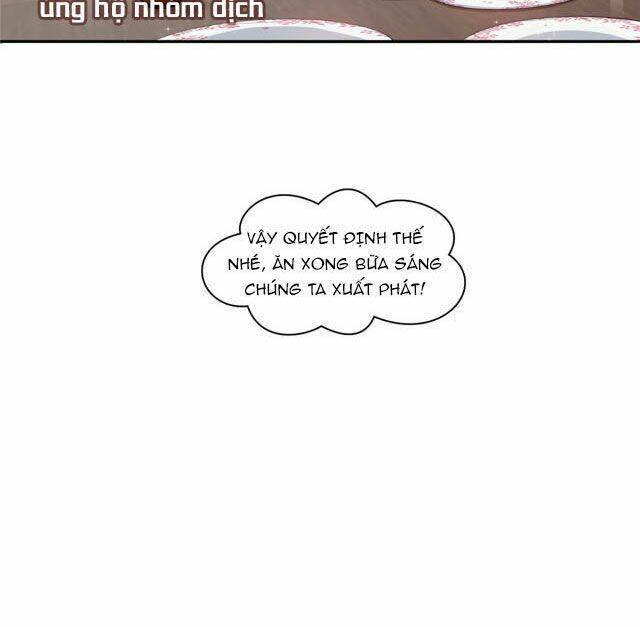 ủng hộ nhóm dịch
VẬY QUYẾT ĐỊNH THẾ
NHÉ, ĂN XONG BỮA SÁNG
CHÚNG TA XUẤT PHÁT!